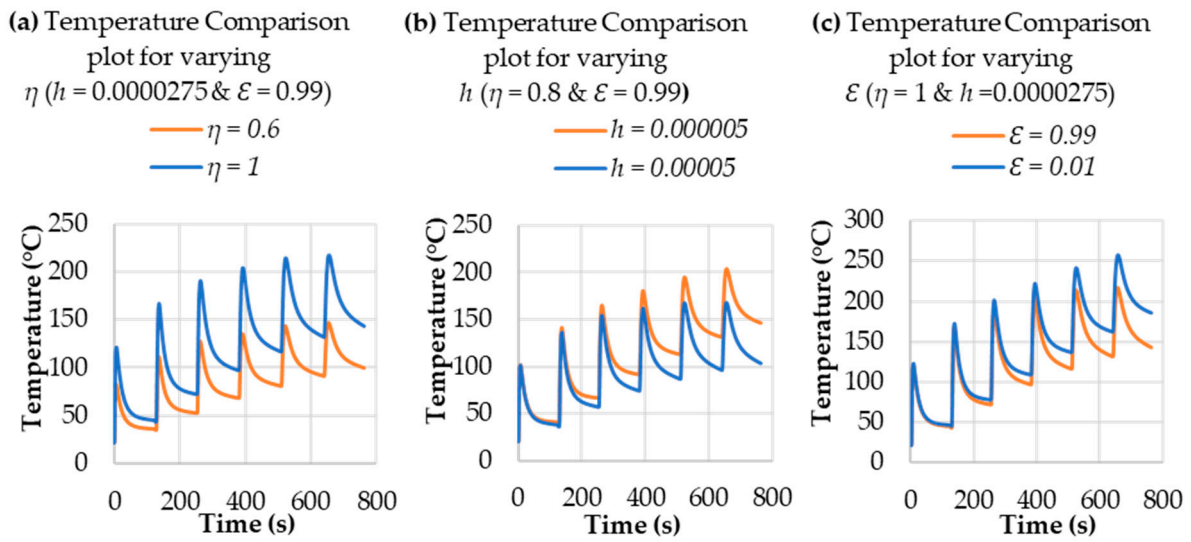 (a) Temperature Comparison
plot for varying
η (h = 0.0000275 & Ɛ = 0.99)
η = 0.6
η = 1
Temperature (°C)
250
200
150
100
50
0
0 200 400 600 800
Time (s)
(b) Temperature Comparison
plot for varying
h (η = 0.8 & Ɛ = 0.99)
h = 0.000005
h = 0.00005
Temperature (°C)
250
200
150
100
50
0
0 200 400 600 800
Time (s)
(c) Temperature Comparison
plot for varying
Ɛ (η = 1 & h =0.0000275)
Ɛ = 0.99
Ɛ = 0.01
Temperature (°C)
300
250
200
150
100
50
0
0 200 400 600 800
Time (s)